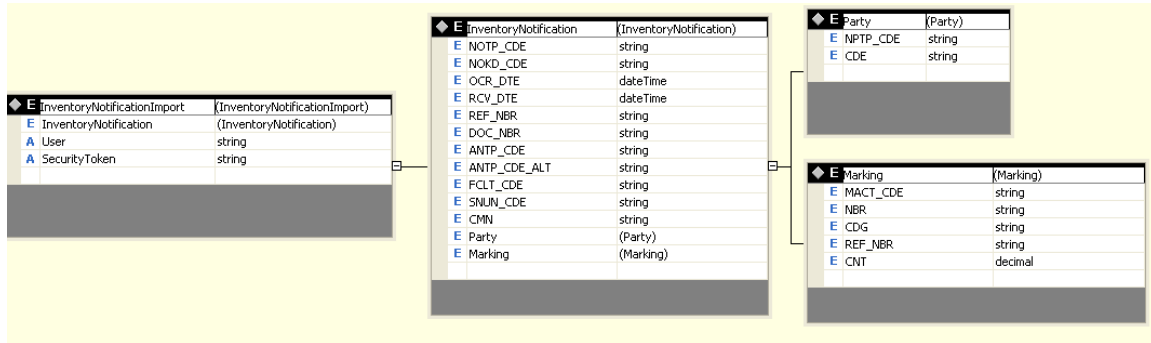 E InventoryNotificationImport (InventoryNotificationImport)
E InventoryNotification (InventoryNotification)
A User string
A SecurityToken string
E InventoryNotification (InventoryNotification)
E NOTP_CDE string
E NOKD_CDE string
E OCR_DTE dateTime
E RCV_DTE dateTime
E REF_NBR string
E DOC_NBR string
E ANTP_CDE string
E ANTP_CDE_ALT string
E FCLT_CDE string
E SNUN_CDE string
E CMN string
E Party (Party)
E Marking (Marking)
E Party (Party)
E NPTP_CDE string
E CDE string
E Marking (Marking)
E MACT_CDE string
E NBR string
E CDG string
E REF_NBR string
E CNT decimal